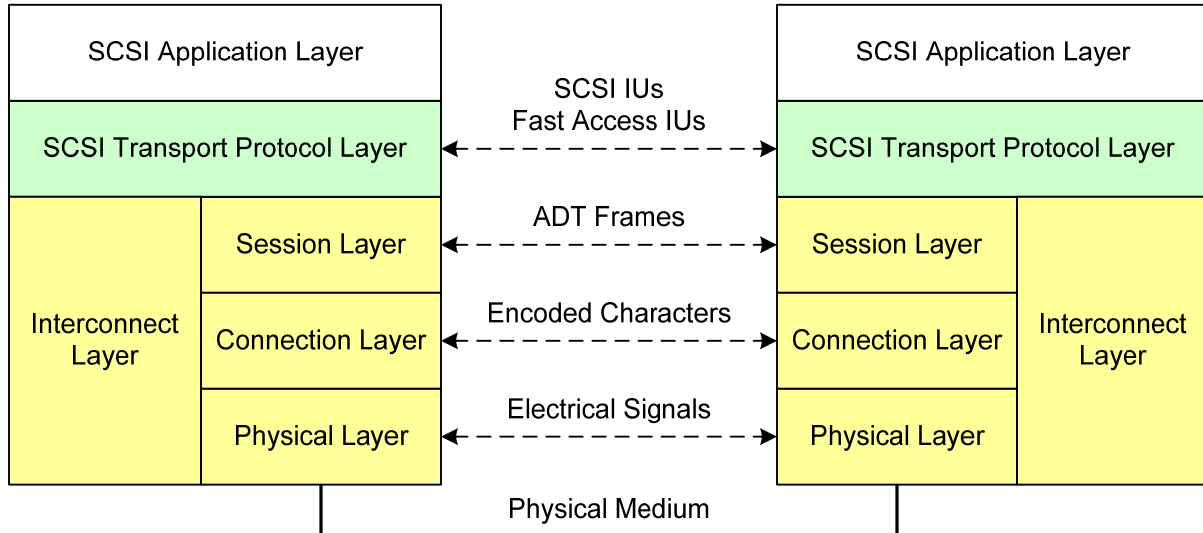 SCSI Application Layer
SCSI Application Layer
SCSI IUs
Fast Access IUs
SCSI Transport Protocol Layer
SCSI Transport Protocol Layer
ADT Frames
Session Layer
Session Layer
Interconnect
Layer
Encoded Characters
Connection Layer
Connection Layer
Interconnect
Layer
Electrical Signals
Physical Layer
Physical Layer
Physical Medium